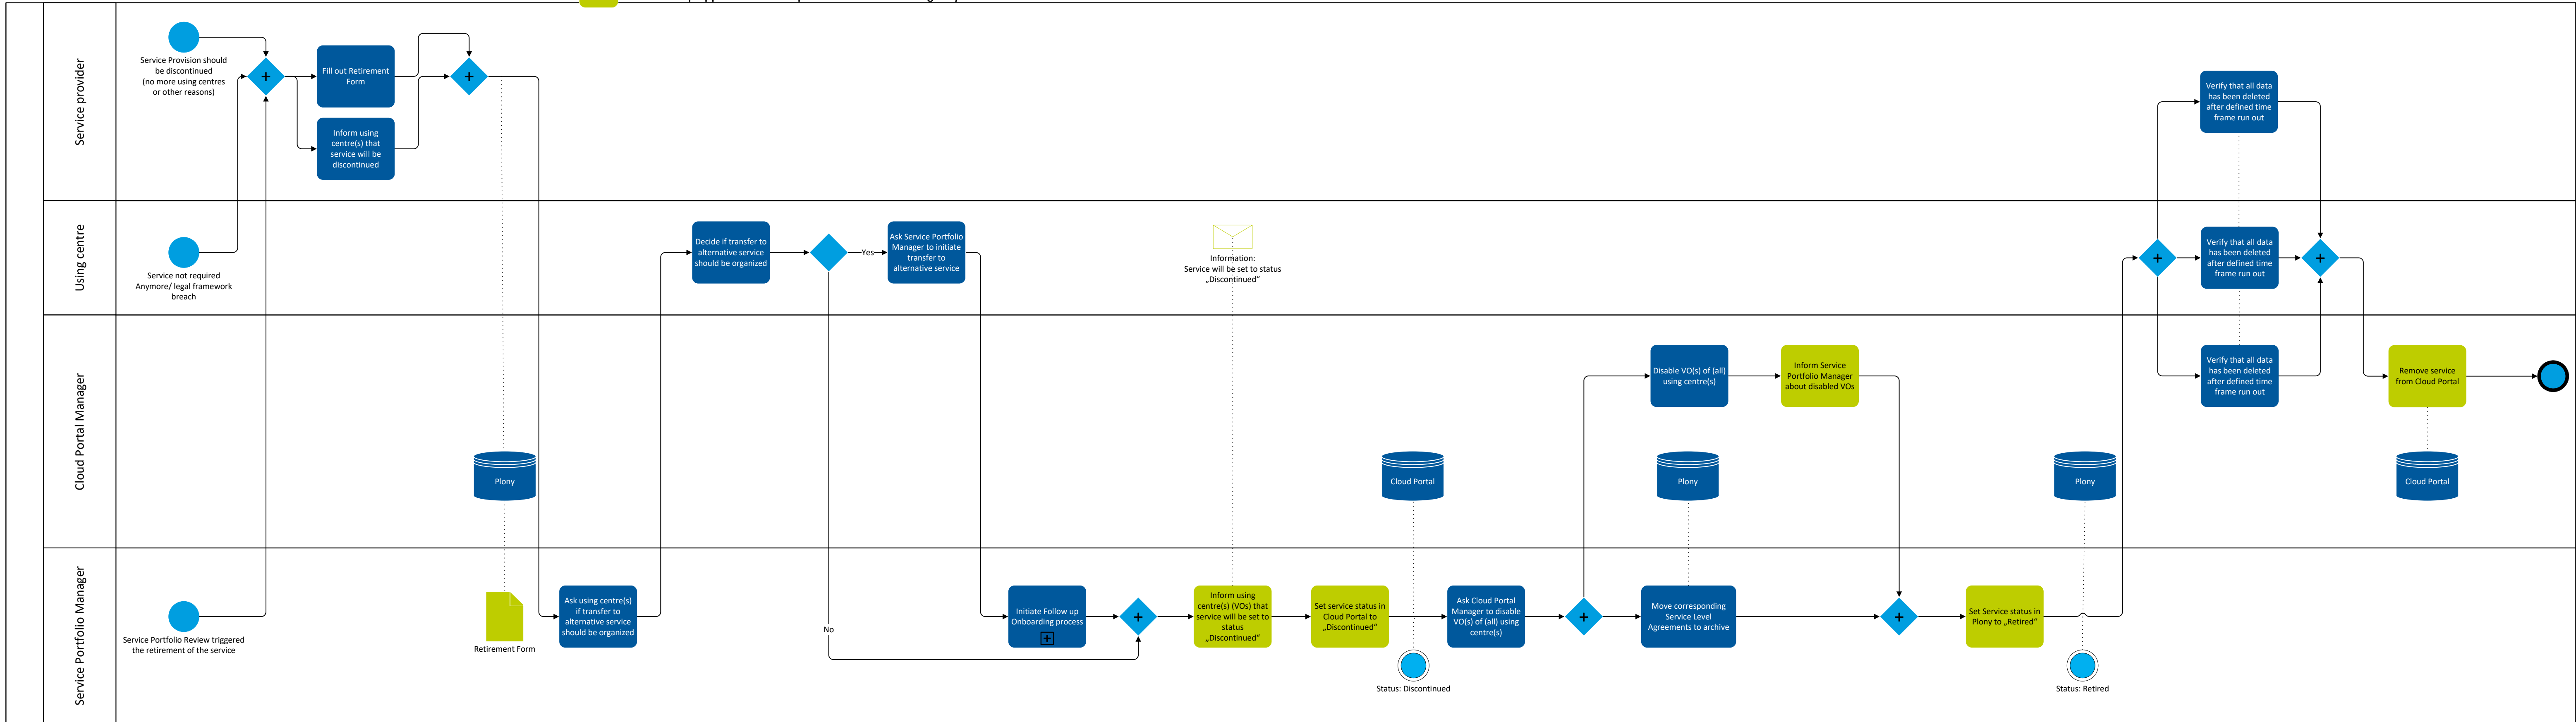 Service provider
Service Provision should
be discontinued
(no more using centres
or other reasons)
+
Fill out Retirement
Form
Inform using
centre(s) that
service will be
discontinued
+
Verify that all data
has been deleted
after defined time
frame run out
Using centre
Service not required
Anymore/ legal framework
breach
Decide if transfer to
alternative service
should be organized
Yes
Ask Service Portfolio
Manager to initiate
transfer to
alternative service
Information:
Service will be set to status
„Discontinued“
+
Verify that all data
has been deleted
after defined time
frame run out
+
Cloud Portal Manager
Plony
Cloud Portal
Disable VO(s) of (all)
using centre(s)
Inform Service
Portfolio Manager
about disabled VOs
Plony
Plony
Verify that all data
has been deleted
after defined time
frame run out
Remove service
from Cloud Portal
Cloud Portal
Service Portfolio Manager
Service Portfolio Review triggered
the retirement of the service
Retirement Form
Ask using centre(s)
if transfer to
alternative service
should be organized
No
Initiate Follow up
Onboarding process
+
+
Inform using
centre(s) (VOs) that
service will be set to
status
„Discontinued“
Set service status in
Cloud Portal to
„Discontinued“
Status: Discontinued
Ask Cloud Portal
Manager to disable
VO(s) of (all) using
centre(s)
+
Move corresponding
Service Level
Agreements to archive
+
Set Service status in
Plony to „Retired“
Status: Retired